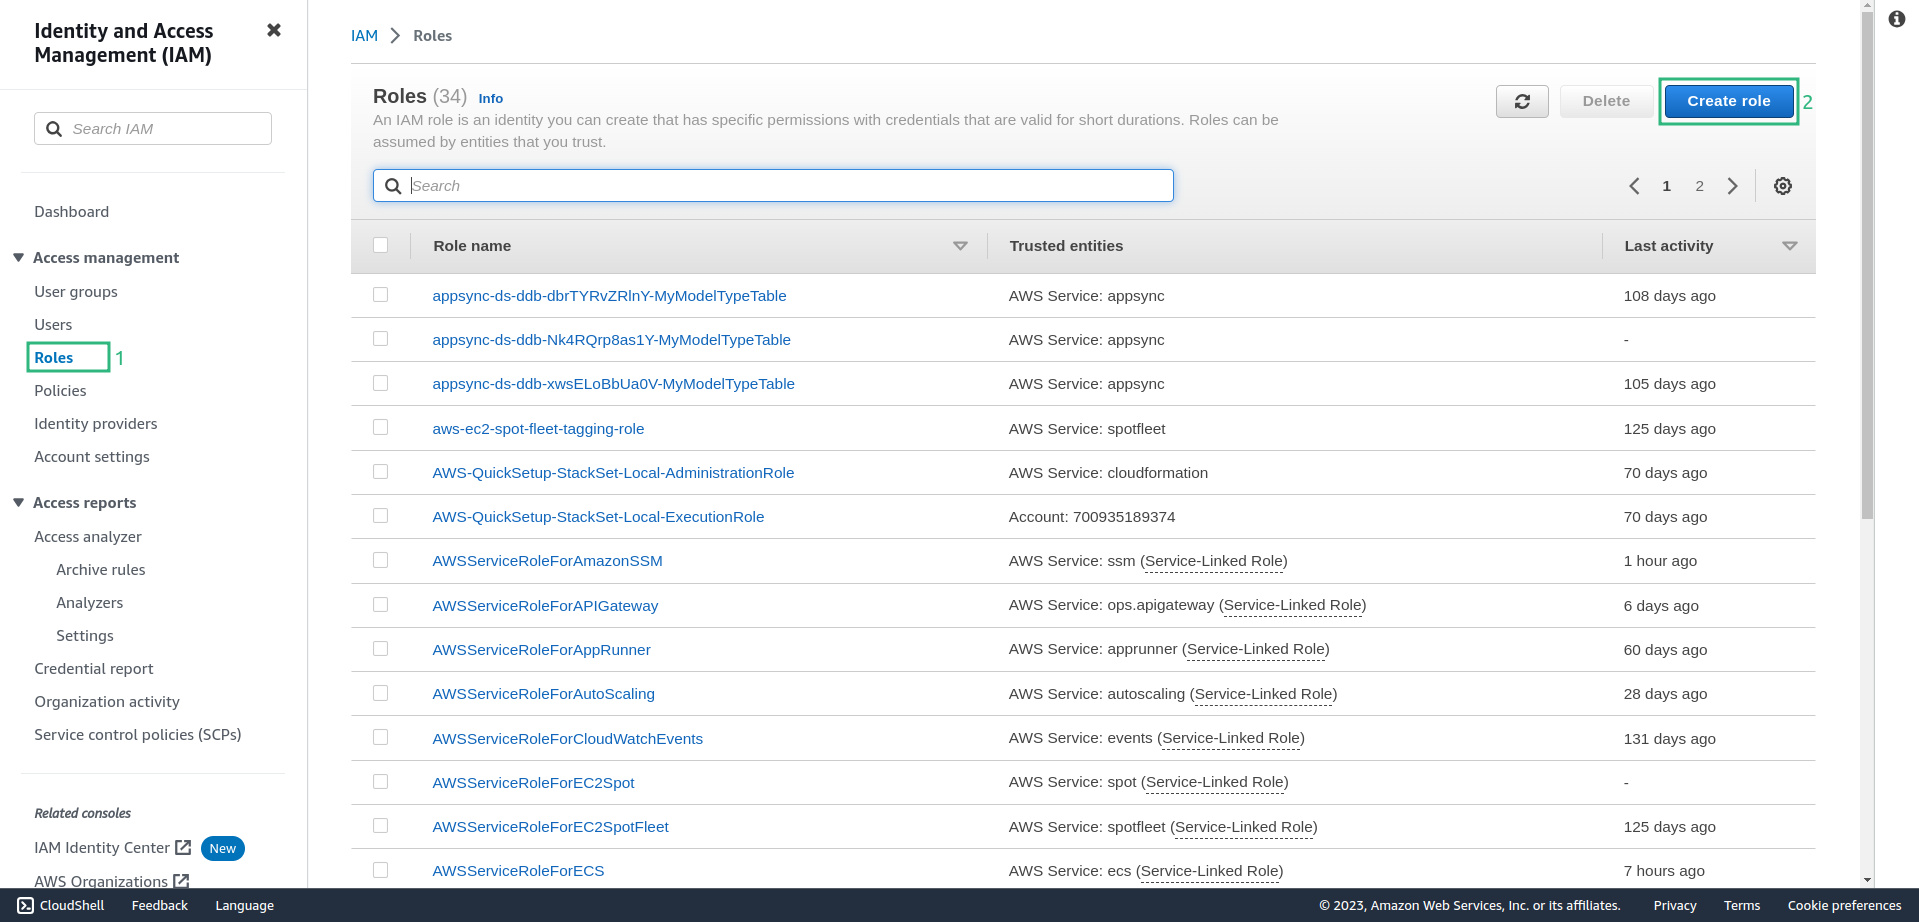 Identity and Access
Management (IAM)
Search IAM
Dashboard
Access management
User groups
Users
Roles 1
Policies
Identity providers
Account settings
Access reports
Access analyzer
Archive rules
Analyzers
Settings
Credential report
Organization activity
Service control policies (SCPs)
Related consoles
IAM Identity Center New
AWS Organizations
IAM > Roles
Roles (34) Info
An IAM role is an identity you can create that has specific permissions with credentials that are valid for short durations. Roles can be
assumed by entities that you trust.
Delete
Create role 2
Search
1 2
Role name Trusted entities Last activity
appsync-ds-ddb-dbrTYRvZRlnY-MyModelTypeTable AWS Service: appsync 108 days ago
appsync-ds-ddb-Nk4RQrp8as1Y-MyModelTypeTable AWS Service: appsync -
appsync-ds-ddb-xwsELoBbUa0V-MyModelTypeTable AWS Service: appsync 105 days ago
aws-ec2-spot-fleet-tagging-role AWS Service: spotfleet 125 days ago
AWS-QuickSetup-StackSet-Local-AdministrationRole AWS Service: cloudformation 70 days ago
AWS-QuickSetup-StackSet-Local-ExecutionRole Account: 700935189374 70 days ago
AWSServiceRoleForAmazonSSM AWS Service: ssm (Service-Linked Role) 1 hour ago
AWSServiceRoleForAPIGateway AWS Service: ops.apigateway (Service-Linked Role) 6 days ago
AWSServiceRoleForAppRunner AWS Service: apprunner (Service-Linked Role) 60 days ago
AWSServiceRoleForAutoScaling AWS Service: autoscaling (Service-Linked Role) 28 days ago
AWSServiceRoleForCloudWatchEvents AWS Service: events (Service-Linked Role) 131 days ago
AWSServiceRoleForEC2Spot AWS Service: spot (Service-Linked Role) -
AWSServiceRoleForEC2SpotFleet AWS Service: spotfleet (Service-Linked Role) 125 days ago
AWSServiceRoleForECS AWS Service: ecs (Service-Linked Role) 7 hours ago
CloudShell Feedback Language © 2023, Amazon Web Services, Inc. or its affiliates. Privacy Terms Cookie preferences